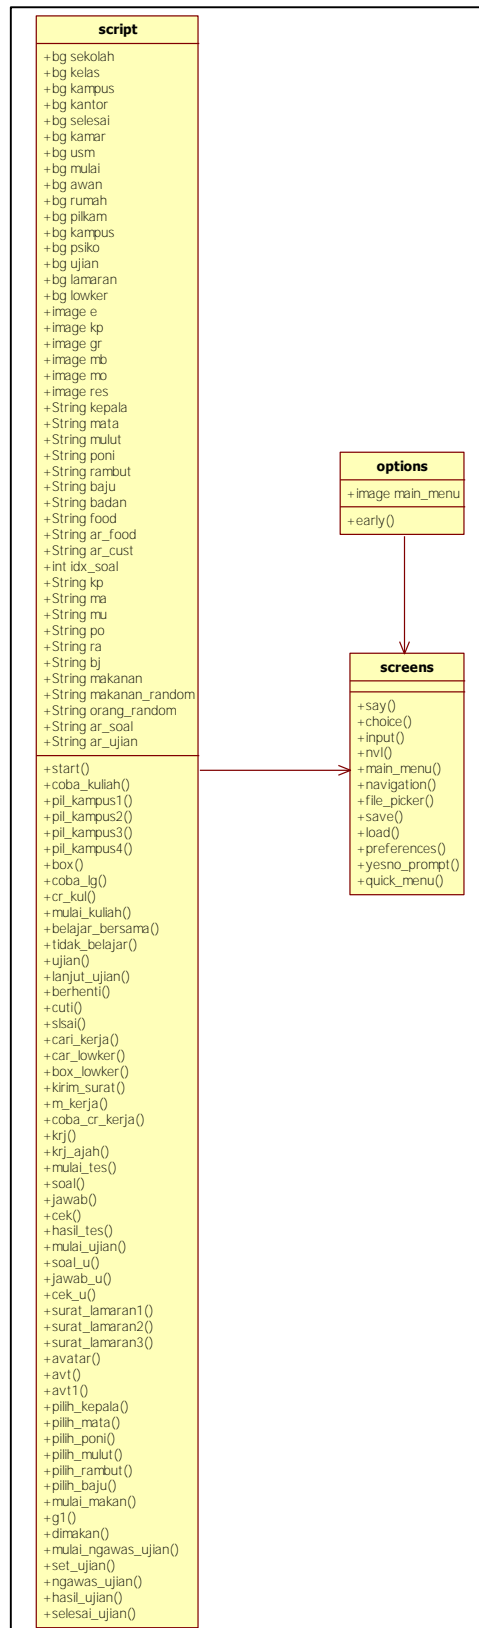 script
+bg sekolah
+bg kelas
+bg kampus
+bg kantor
+bg selesai
+bg kamar
+bg usm
+bg mulai
+bg awan
+bg rumah
+bg pilkam
+bg kampus
+bg psiko
+bg ujian
+bg lamaran
+bg lowker
+image e
+image kp
+image gr
+image mb
+image mo
+image res
+String kepala
+String mata
+String mulut
+String poni
+String rambut
+String baju
+String badan
+String food
+String ar_food
+String ar_cust
+int idx_soal
+String kp
+String ma
+String mu
+String po
+String ra
+String bj
+String makanan
+String makanan_random
+String orang_random
+String ar_soal
+String ar_ujian
+start()
+coba_kuliah()
+pil_kampus1()
+pil_kampus2()
+pil_kampus3()
+pil_kampus4()
+box()
+coba_lg()
+cr_kul()
+mulai_kuliah()
+belajar_bersama()
+tidak_belajar()
+ujian()
+lanjut_ujian()
+berhenti()
+cuti()
+slsai()
+cari_kerja()
+car_lowker()
+box_lowker()
+kirim_surat()
+m_kerja()
+coba_cr_kerja()
+krj()
+krj_ajah()
+mulai_tes()
+soal()
+jawab()
+cek()
+hasil_tes()
+mulai_ujian()
+soal_u()
+jawab_u()
+cek_u()
+surat_lamaran1()
+surat_lamaran2()
+surat_lamaran3()
+avatar()
+avt()
+avt1()
+pilih_kepala()
+pilih_mata()
+pilih_poni()
+pilih_mulut()
+pilih_rambut()
+pilih_baju()
+mulai_makan()
+g1()
+dimakan()
+mulai_ngawas_ujian()
+set_ujian()
+ngawas_ujian()
+hasil_ujian()
+selesai_ujian()
options
+image main_menu
+early()
screens
+say()
+choice()
+input()
+nvl()
+main_menu()
+navigation()
+file_picker()
+save()
+load()
+preferences()
+yesno_prompt()
+quick_menu()